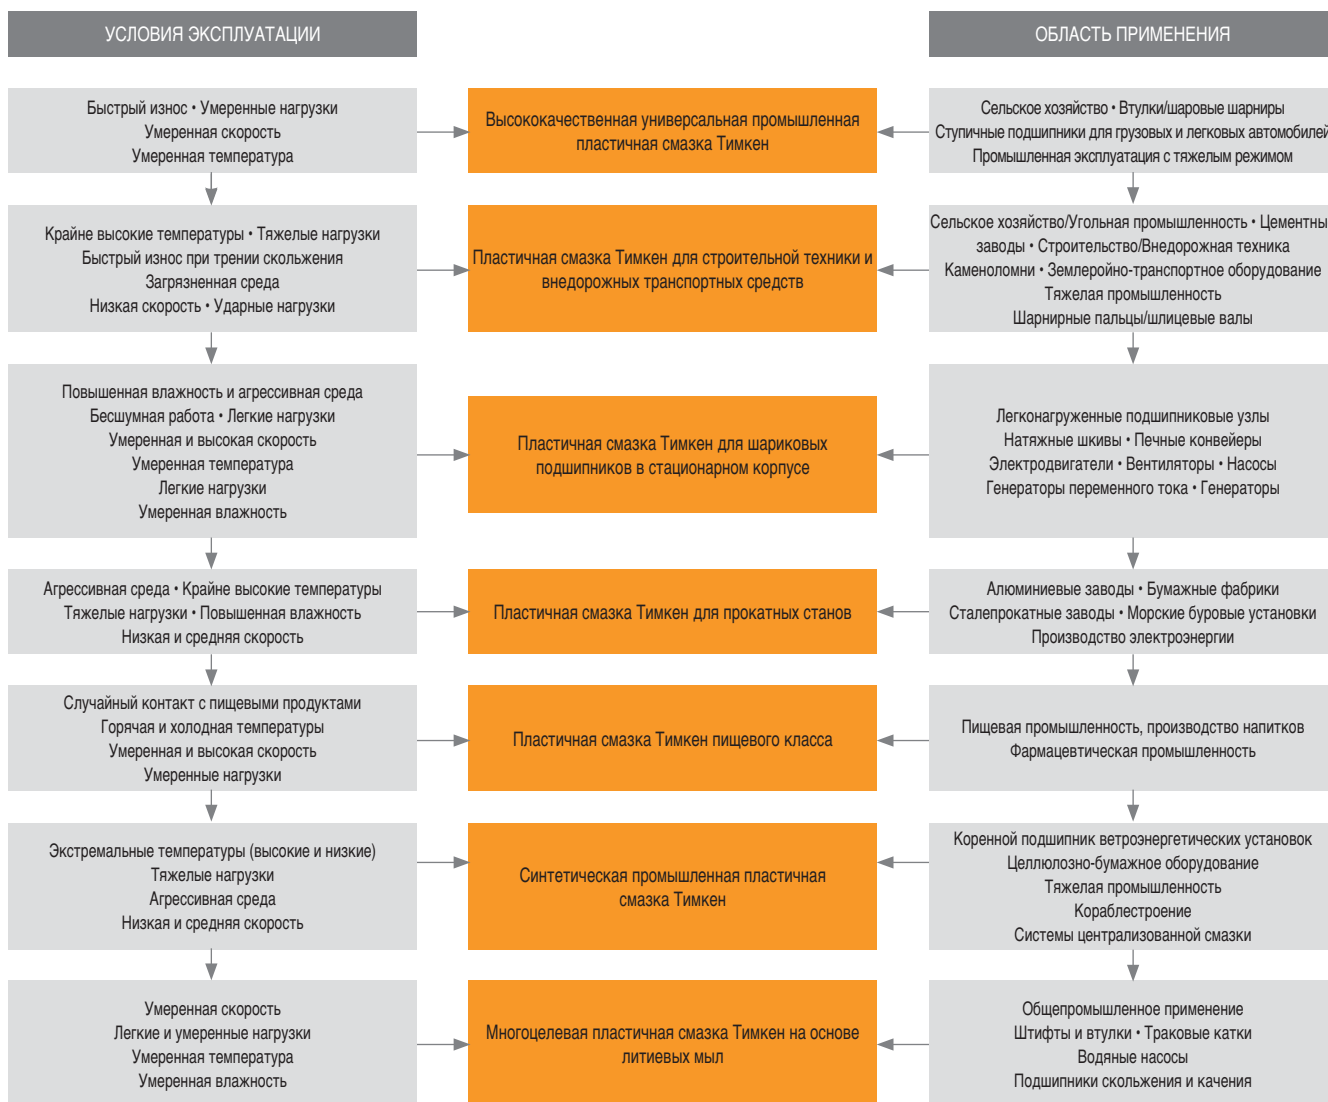 УСЛОВИЯ ЭКСПЛУАТАЦИИ
ОБЛАСТЬ ПРИМЕНЕНИЯ
Быстрый износ • Умеренные нагрузки
Умеренная скорость
Умеренная температура
Высококачественная универсальная промышленная
пластичная смазка Тимкен
Сельское хозяйство • Втулки/шаровые шарниры
Ступичные подшипники для грузовых и легковых автомобилей
Промышленная эксплуатация с тяжелым режимом
Крайне высокие температуры • Тяжелые нагрузки
Быстрый износ при трении скольжения
Загрязненная среда
Низкая скорость • Ударные нагрузки
Пластичная смазка Тимкен для строительной техники и
внедорожных транспортных средств
Сельское хозяйство/Угольная промышленность • Цементны
заводы • Строительство/Внедорожная техника
Каменоломни • Землеройно-транспортное оборудование
Тяжелая промышленность
Шарнирные пальцы/шлицевые валы
Повышенная влажность и агрессивная среда
Бесшумная работа • Легкие нагрузки
Умеренная и высокая скорость
Умеренная температура
Легкие нагрузки
Умеренная влажность
Пластичная смазка Тимкен для шариковых
подшипников в стационарном корпусе
Легконагруженные подшипниковые узлы
Натяжные шкивы • Печные конвейеры
Электродвигатели • Вентиляторы • Насосы
Генераторы переменного тока • Генераторы
Агрессивная среда • Крайне высокие температуры
Тяжелые нагрузки • Повышенная влажность
Низкая и средняя скорость
Пластичная смазка Тимкен для прокатных станов
Алюминиевые заводы • Бумажные фабрики
Сталепрокатные заводы • Морские буровые установки
Производство электроэнергии
Случайный контакт с пищевыми продуктами
Горячая и холодная температуры
Умеренная и высокая скорость
Умеренные нагрузки
Пластичная смазка Тимкен пищевого класса
Пищевая промышленность, производство напитков
Фармацевтическая промышленность
Экстремальные температуры (высокие и низкие)
Тяжелые нагрузки
Агрессивная среда
Низкая и средняя скорость
Синтетическая промышленная пластичная
смазка Тимкен
Коренной подшипник ветроэнергетических установок
Целлюлозно-бумажное оборудование
Тяжелая промышленность
Кораблестроение
Системы централизованной смазки
Умеренная скорость
Легкие и умеренные нагрузки
Умеренная температура
Умеренная влажность
Многоцелевая пластичная смазка Тимкен на основе
литиевых мыл
Общепромышленное применение
Штифты и втулки • Траковые катки
Водяные насосы
Подшипники скольжения и качения